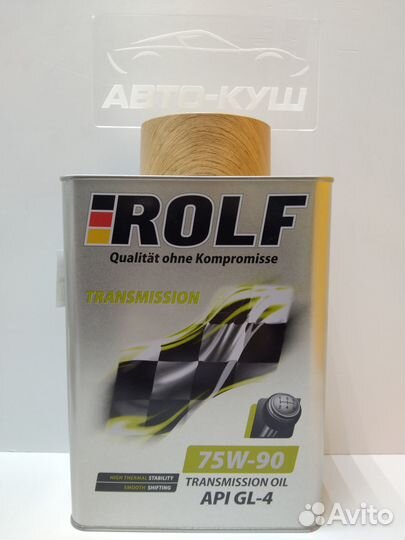 АВТО-КУШ
ROLF
Qualität ohne Kompromisse
TRANSMISSION
75W-90
HIGH THERMAL STABILITY
SMOOTH SHIFTING
TRANSMISSION OIL
API GL-4
Avito